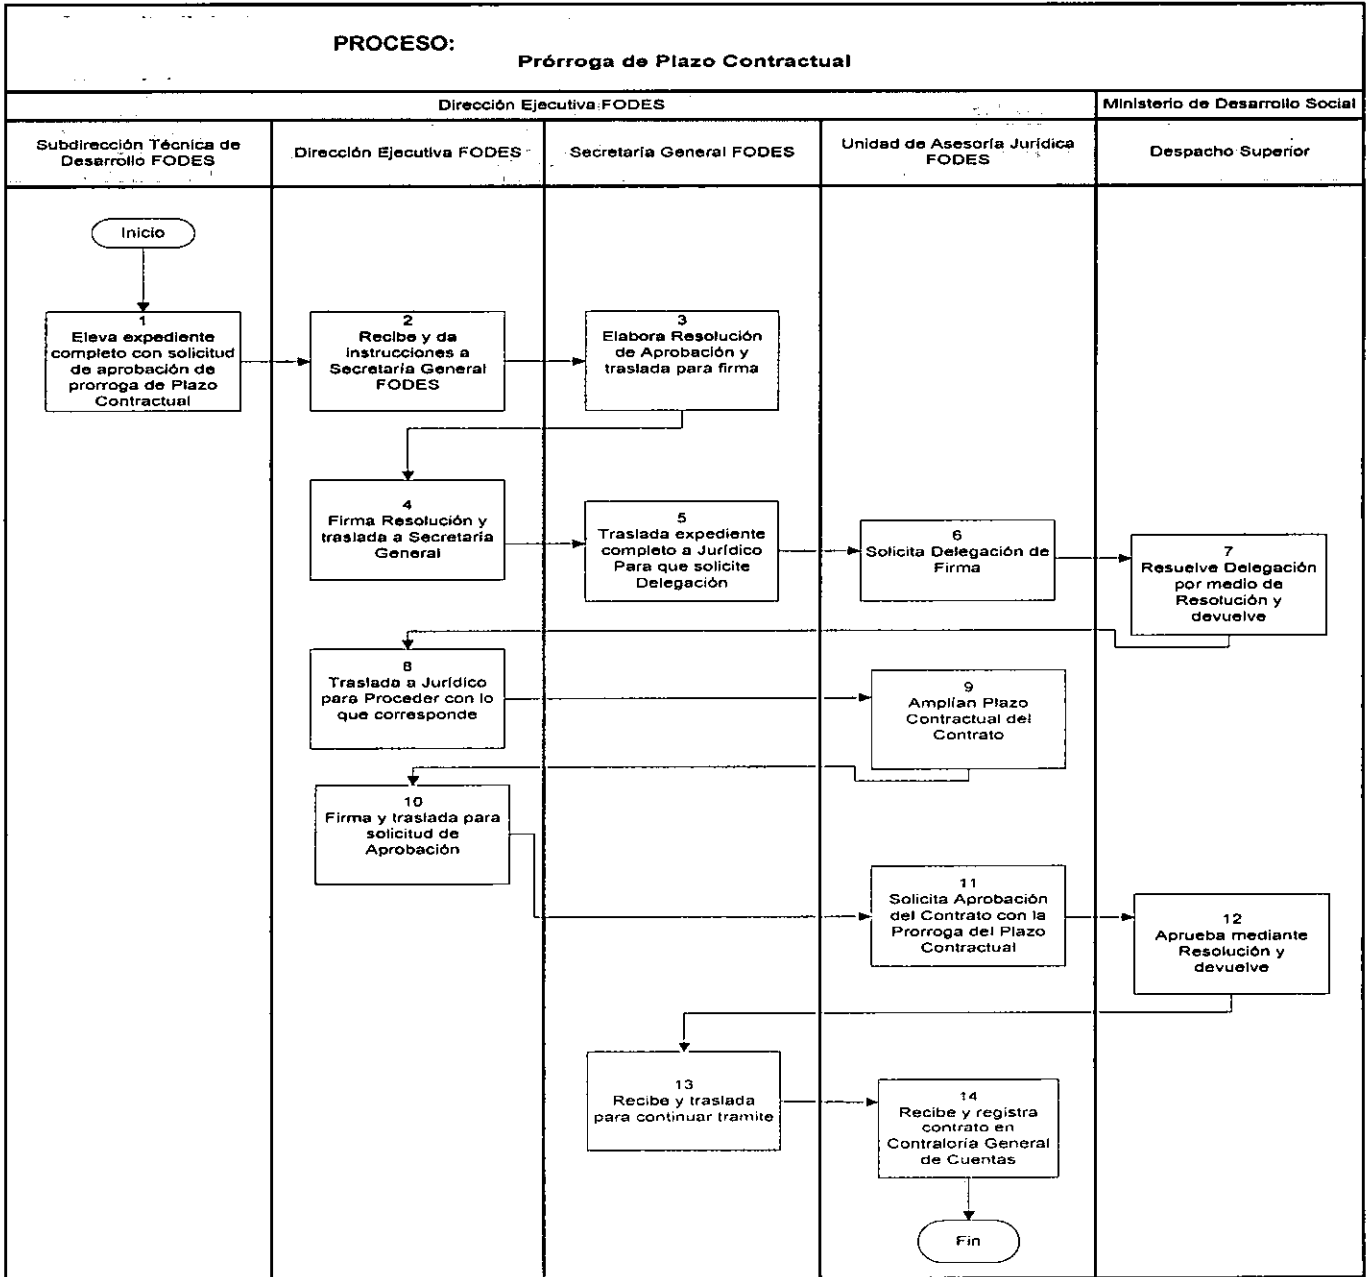 PROCESO:
Prórroga de Plazo Contractual
Dirección Ejecutiva FODES
Ministerio de Desarrollo Social
Subdirección Técnica de
Desarrollo FODES
Dirección Ejecutiva FODES
Secretaría General FODES
Unidad de Asesoría Jurídica
FODES
Despacho Superior
Inicio
1
Eleva expediente
completo con solicitud
de aprobación de
prorroga de Plazo
Contractual
2
Recibe y da
instrucciones a
Secretaría General
FODES
3
Elabora Resolución
de Aprobación y
traslada para firma
4
Firma Resolución y
traslada a Secretaría
General
5
Traslada expediente
completo a Jurídico
Para que solicite
Delegación
6
Solicita Delegación de
Firma
7
Resuelve Delegación
por medio de
Resolución y
devuelve
8
Traslada a Jurídico
para Proceder con lo
que corresponde
9
Amplían Plazo
Contractual del
Contrato
10
Firma y traslada para
solicitud de
Aprobación
11
Solicita Aprobación
del Contrato con la
Prorroga del Plazo
Contractual
12
Aprueba mediante
Resolución y
devuelve
13
Recibe y traslada
para continuar tramite
14
Recibe y registra
contrato en
Contraloría General
de Cuentas
Fin